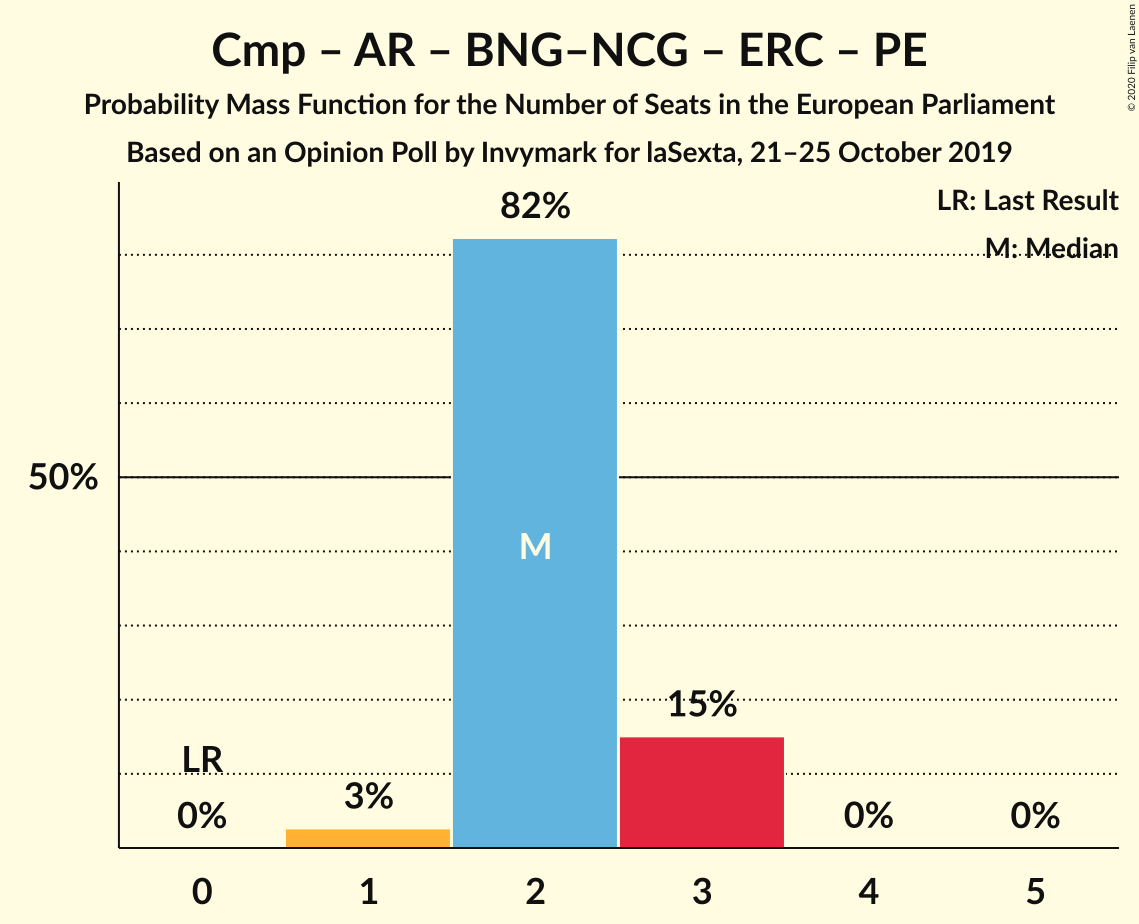 Cmp – AR – BNG–NCG – ERC – PE
Probability Mass Function for the Number of Seats in the European Parliament
Based on an Opinion Poll by Invymark for laSexta, 21–25 October 2019
© 2020 Filip van Laenen
LR: Last Result
M: Median
82%
50%
M
15%
LR
3%
0%
0%
0%
0 1 2 3 4 5